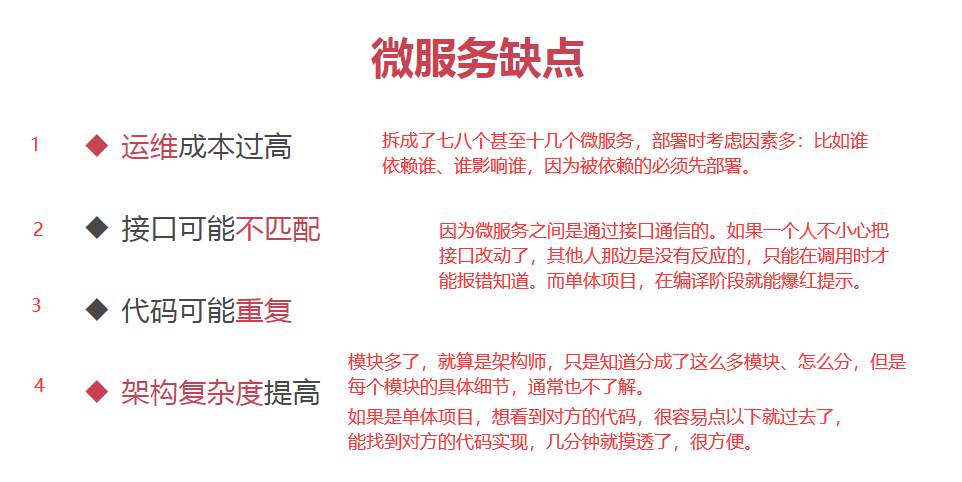 微服务缺点
1 ◆ 运维成本过高
拆成了七八个甚至十几个微服务，部署时考虑因素多：比如谁
依赖谁、谁影响谁，因为被依赖的必须先部署。
2 ◆ 接口可能不匹配
因为微服务之间是通过接口通信的。如果一个人不小心把
接口改动了，其他人那边是没有反应的，只能在调用时才
能报错知道。而单体项目，在编译阶段就能爆红提示。
3 ◆ 代码可能重复
4 ◆ 架构复杂度提高
模块多了，就算是架构师，只是知道分成了这么多模块、怎么分，但是
每个模块的具体细节，通常也不了解。
如果是单体项目，想看到对方的代码，很容易点以下就过去了，
能找到对方的代码实现，几分钟就摸透了，很方便。